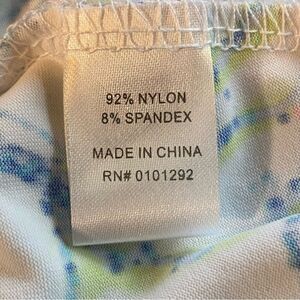 92% NYLON
8% SPANDEX
MADE IN CHINA
RN# 0101292